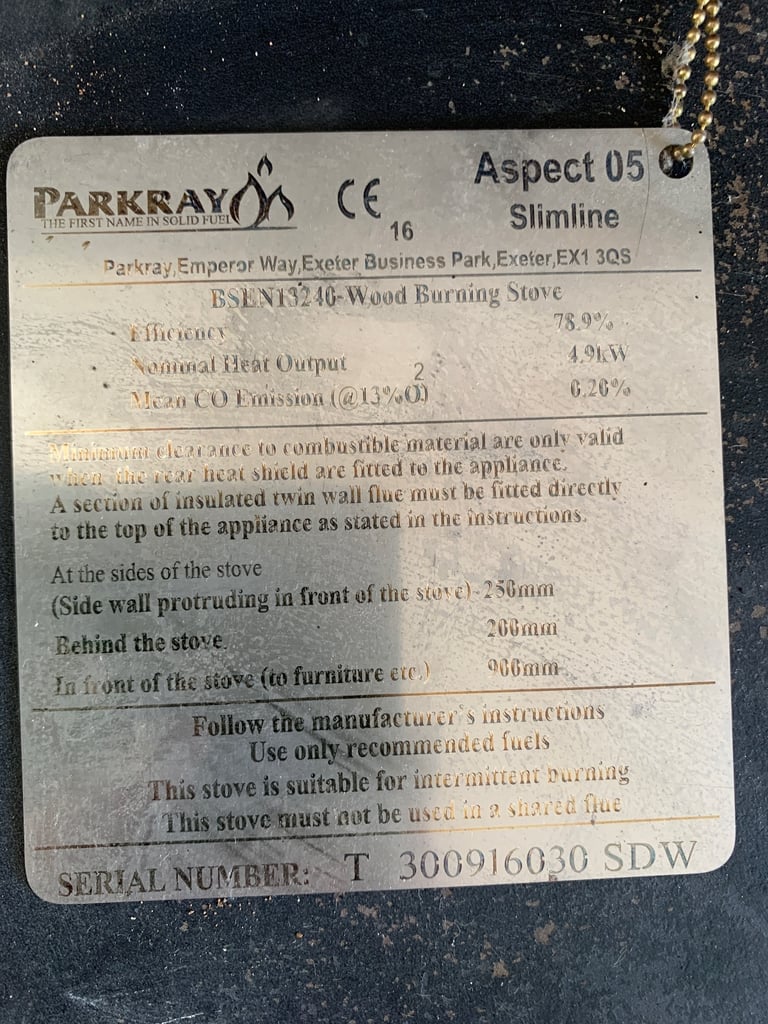 PARKRAY
THE FIRST NAME IN SOLID FUEL
CE
16
Aspect 05
Slimline
Parkray,Emperor Way,Exeter Business Park,Exeter,EX1 3QS
BSEN13240-Wood Burning Stove
Efficiency 78.9%
Nominal Heat Output 4.9kW
Mean CO Emission (@13%O2) 0.20%
Minimum clearance to combustible material are only valid
when the rear heat shield are fitted to the appliance.
A section of insulated twin wall flue must be fitted directly
to the top of the appliance as stated in the instructions.
At the sides of the stove
(Side wall protruding in front of the stove)-250mm
Behind the stove. 200mm
In front of the stove (to furniture etc.) 900mm
Follow the manufacturer's instructions
Use only recommended fuels
This stove is suitable for intermittent burning
This stove must not be used in a shared flue
SERIAL NUMBER: T 300916030 SDW